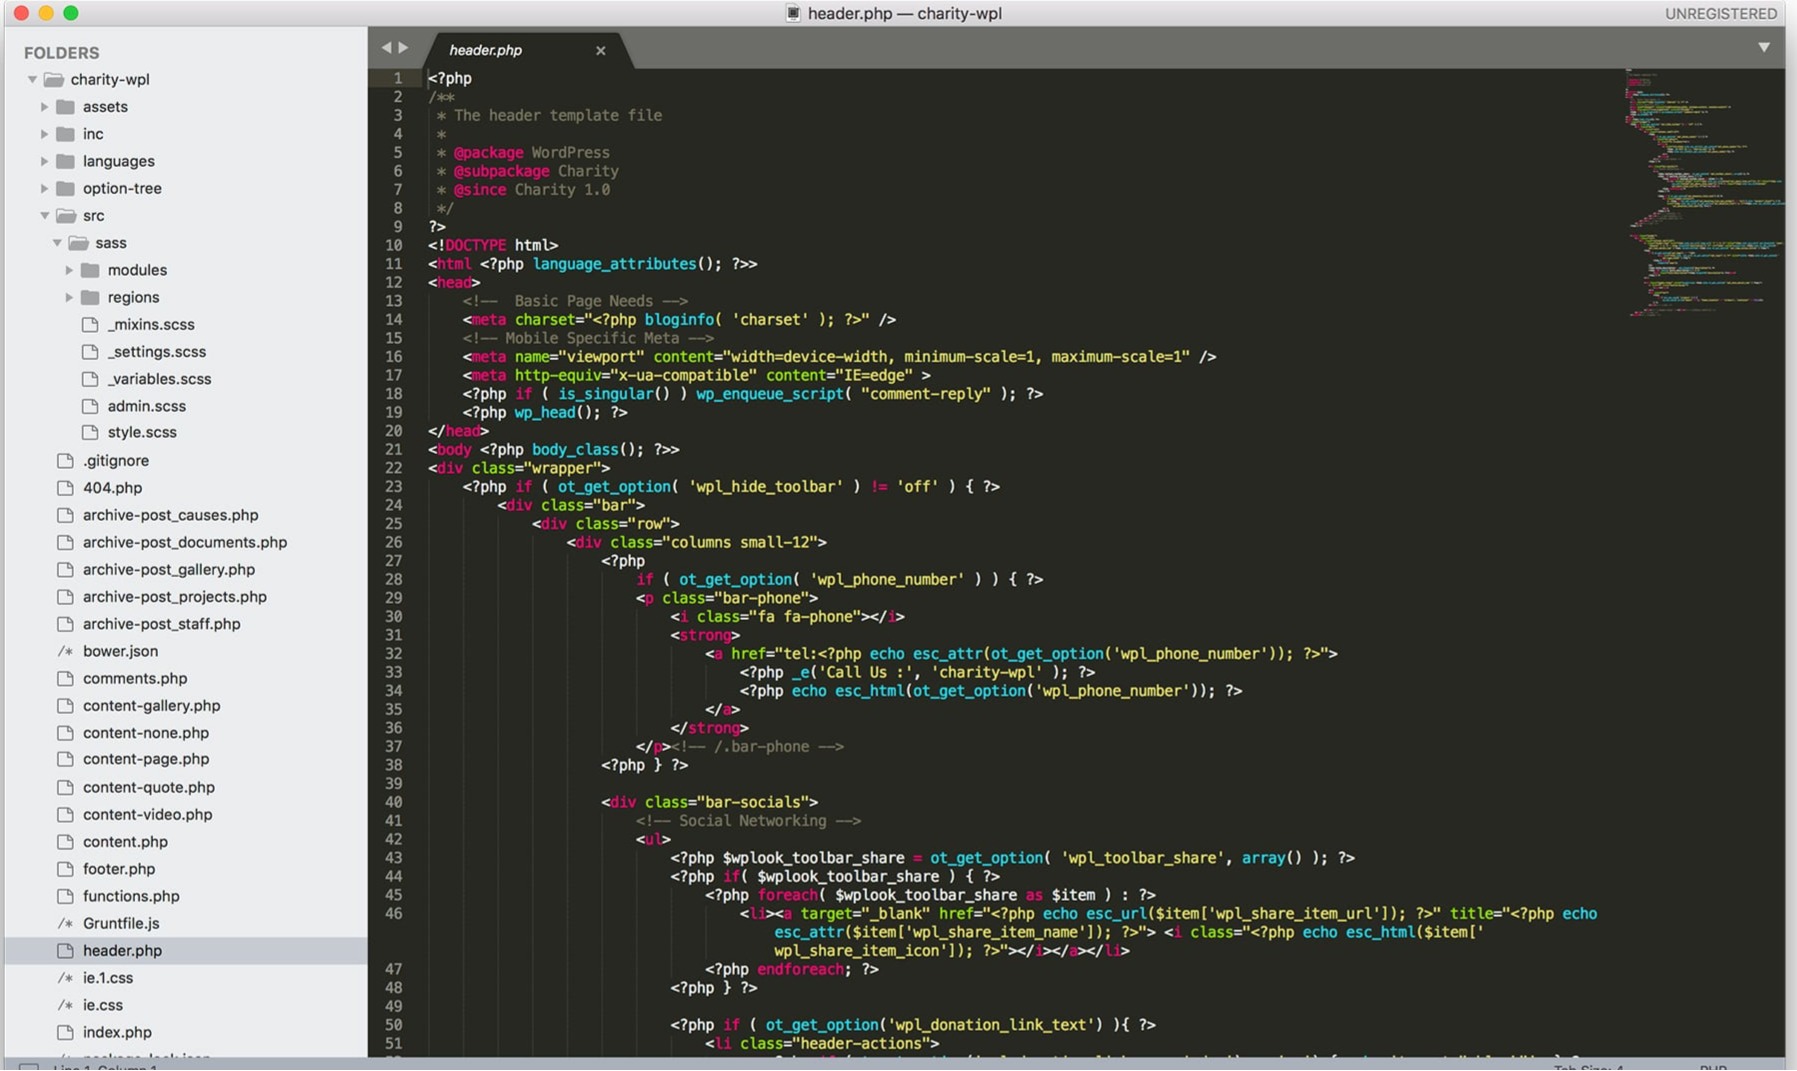 header.php — charity-wpl
UNREGISTERED
FOLDERS
charity-wpl
assets
inc
languages
option-tree
src
sass
modules
regions
_mixins.scss
_settings.scss
_variables.scss
admin.scss
style.scss
.gitignore
404.php
archive-post_causes.php
archive-post_documents.php
archive-post_gallery.php
archive-post_projects.php
archive-post_staff.php
/* bower.json
comments.php
content-gallery.php
content-none.php
content-page.php
content-quote.php
content-video.php
content.php
footer.php
functions.php
/* Gruntfile.js
header.php
/* ie.1.css
/* ie.css
index.php
header.php ×
1 <?php
2 /**
3  * The header template file
4  *
5  * @package WordPress
6  * @subpackage Charity
7  * @since Charity 1.0
8  */
9 ?>
10 <!DOCTYPE html>
11 <html <?php language_attributes(); ?>>
12 <head>
13     <!-- Basic Page Needs -->
14     <meta charset="<?php bloginfo( 'charset' ); ?>" />
15     <!-- Mobile Specific Meta -->
16     <meta name="viewport" content="width=device-width, minimum-scale=1, maximum-scale=1" />
17     <meta http-equiv="x-ua-compatible" content="IE=edge" >
18     <?php if ( is_singular() ) wp_enqueue_script( "comment-reply" ); ?>
19     <?php wp_head(); ?>
20 </head>
21 <body <?php body_class(); ?>>
22 <div class="wrapper">
23     <?php if ( ot_get_option( 'wpl_hide_toolbar' ) != 'off' ) { ?>
24         <div class="bar">
25             <div class="row">
26                 <div class="columns small-12">
27                     <?php
28                         if ( ot_get_option( 'wpl_phone_number' ) ) { ?>
29                         <p class="bar-phone">
30                             <i class="fa fa-phone"></i>
31                             <strong>
32                                 <a href="tel:<?php echo esc_attr(ot_get_option('wpl_phone_number')); ?>">
33                                     <?php _e('Call Us :', 'charity-wpl' ); ?>
34                                     <?php echo esc_html(ot_get_option('wpl_phone_number')); ?>
35                                 </a>
36                             </strong>
37                         </p><!-- /.bar-phone -->
38                     <?php } ?>
39
40                     <div class="bar-socials">
41                         <!-- Social Networking -->
42                         <ul>
43                             <?php $wplook_toolbar_share = ot_get_option( 'wpl_toolbar_share', array() ); ?>
44                             <?php if( $wplook_toolbar_share ) { ?>
45                                 <?php foreach( $wplook_toolbar_share as $item ) : ?>
46                                     <li><a target="_blank" href="<?php echo esc_url($item['wpl_share_item_url']); ?>" title="<?php echo
esc_attr($item['wpl_share_item_name']); ?>"> <i class="<?php echo esc_html($item['
wpl_share_item_icon']); ?>"></i></a></li>
47                                 <?php endforeach; ?>
48                             <?php } ?>
49
50                             <?php if ( ot_get_option('wpl_donation_link_text') ){ ?>
51                                 <li class="header-actions">